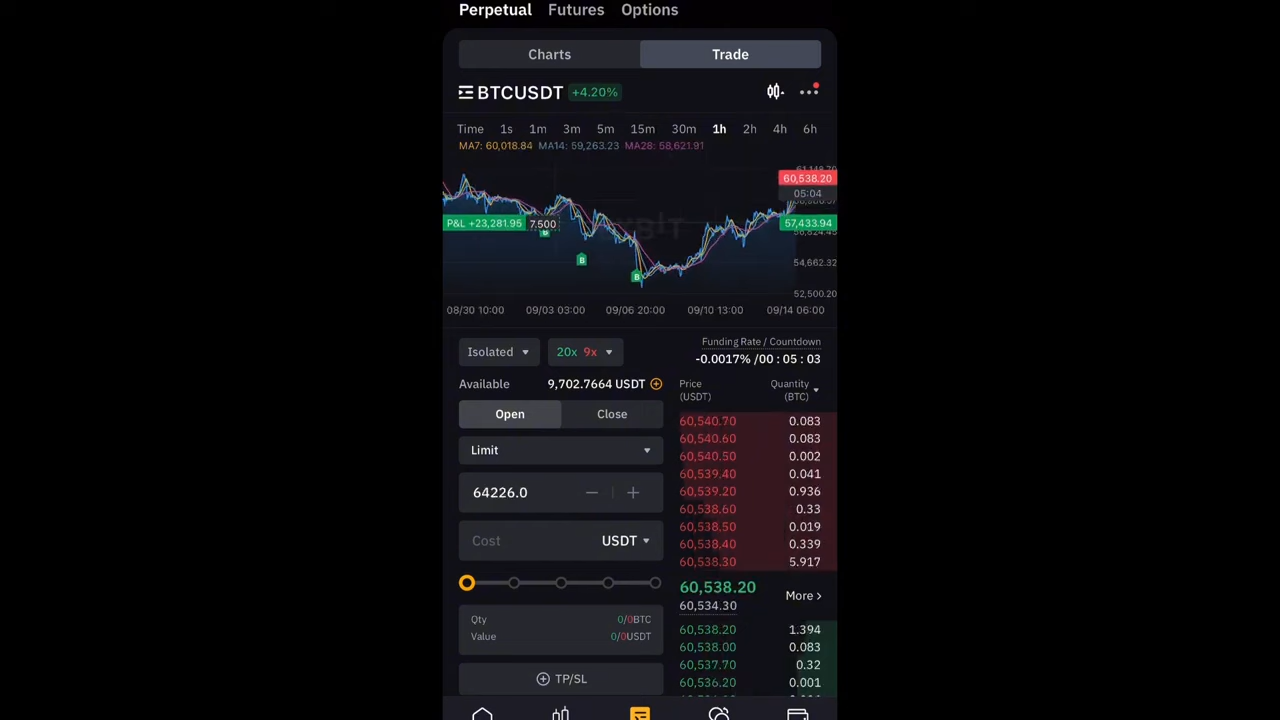 Perpetual Futures Options
Charts Trade
BTCUSDT +4.20%
Time 1s 1m 3m 5m 15m 30m 1h 2h 4h 6h
MA7: 60,018.84 MA14: 59,263.23 MA28: 58,621.91
60,538.20
05:04
P&L +23,281.95 7.500
57,433.94
B
B
B
54,662.32
52,500.20
08/30 10:00 09/03 03:00 09/06 20:00 09/10 13:00 09/14 06:00
Isolated 20x 9x
Funding Rate / Countdown
-0.0017% /00 : 05 : 03
Available 9,702.7664 USDT
Price Quantity
(USDT) (BTC)
Open Close
60,540.70 0.083
60,540.60 0.083
Limit
60,540.50 0.002
60,539.40 0.041
64226.0
60,539.20 0.936
60,538.60 0.33
60,538.50 0.019
Cost USDT
60,538.40 0.339
60,538.30 5.917
60,538.20
More >
60,534.30
Qty 0/0BTC
60,538.20 1.394
Value 0/0USDT
60,538.00 0.083
60,537.70 0.32
TP/SL
60,536.20 0.001